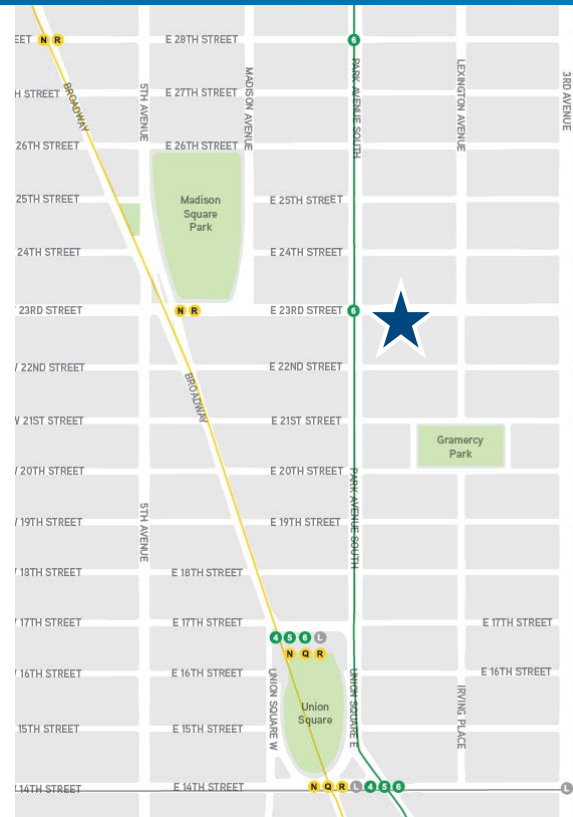 EET N R E 28TH STREET 6
H STREET E 27TH STREET
26TH STREET E 26TH STREET
BROADWAY
5TH AVENUE
MADISON AVENUE
PARK AVENUE SOUTH
LEXINGTON AVENUE
3RD AVENUE
25TH STREET E 25TH STREET
Madison
Square
Park
24TH STREET E 24TH STREET
23RD STREET N R E 23RD STREET 6
22ND STREET E 22ND STREET
BROADWAY
21ST STREET E 21ST STREET
Gramercy
Park
20TH STREET E 20TH STREET
PARK AVENUE SOUTH
5TH AVENUE
19TH STREET E 19TH STREET
18TH STREET E 18TH STREET
17TH STREET E 17TH STREET E 17TH STREET
4 5 6 L
N Q R
16TH STREET E 16TH STREET E 16TH STREET
UNION SQUARE W
Union
Square
UNION SQUARE E
IRVING PLACE
15TH STREET E 15TH STREET
14TH STREET E 14TH STREET N Q R L 4 5 6 L